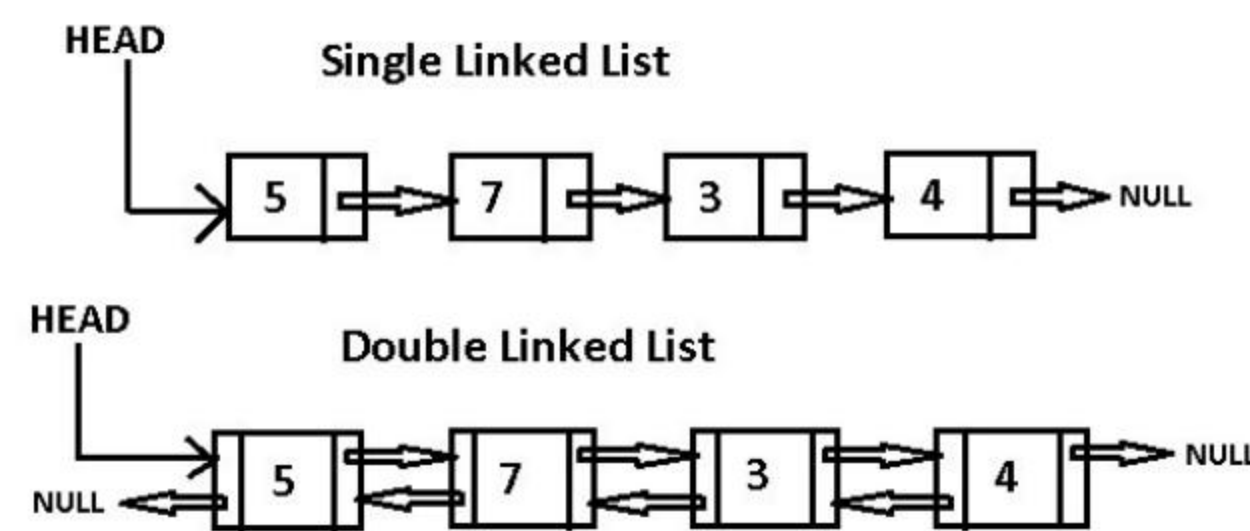 HEAD
Single Linked List
5 7 3 4 NULL
HEAD
Double Linked List
NULL
5 7 3 4
NULL